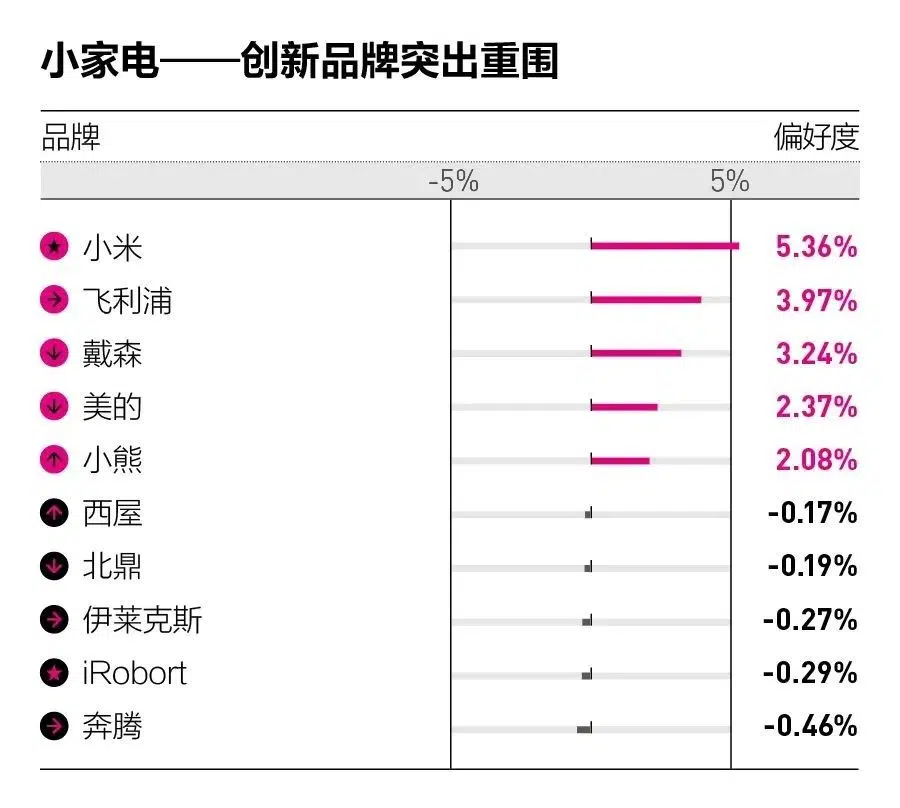 小家电——创新品牌突出重围
品牌 偏好度
-5% 5%
小米 5.36%
飞利浦 3.97%
戴森 3.24%
美的 2.37%
小熊 2.08%
西屋 -0.17%
北鼎 -0.19%
伊莱克斯 -0.27%
iRobort -0.29%
奔腾 -0.46%